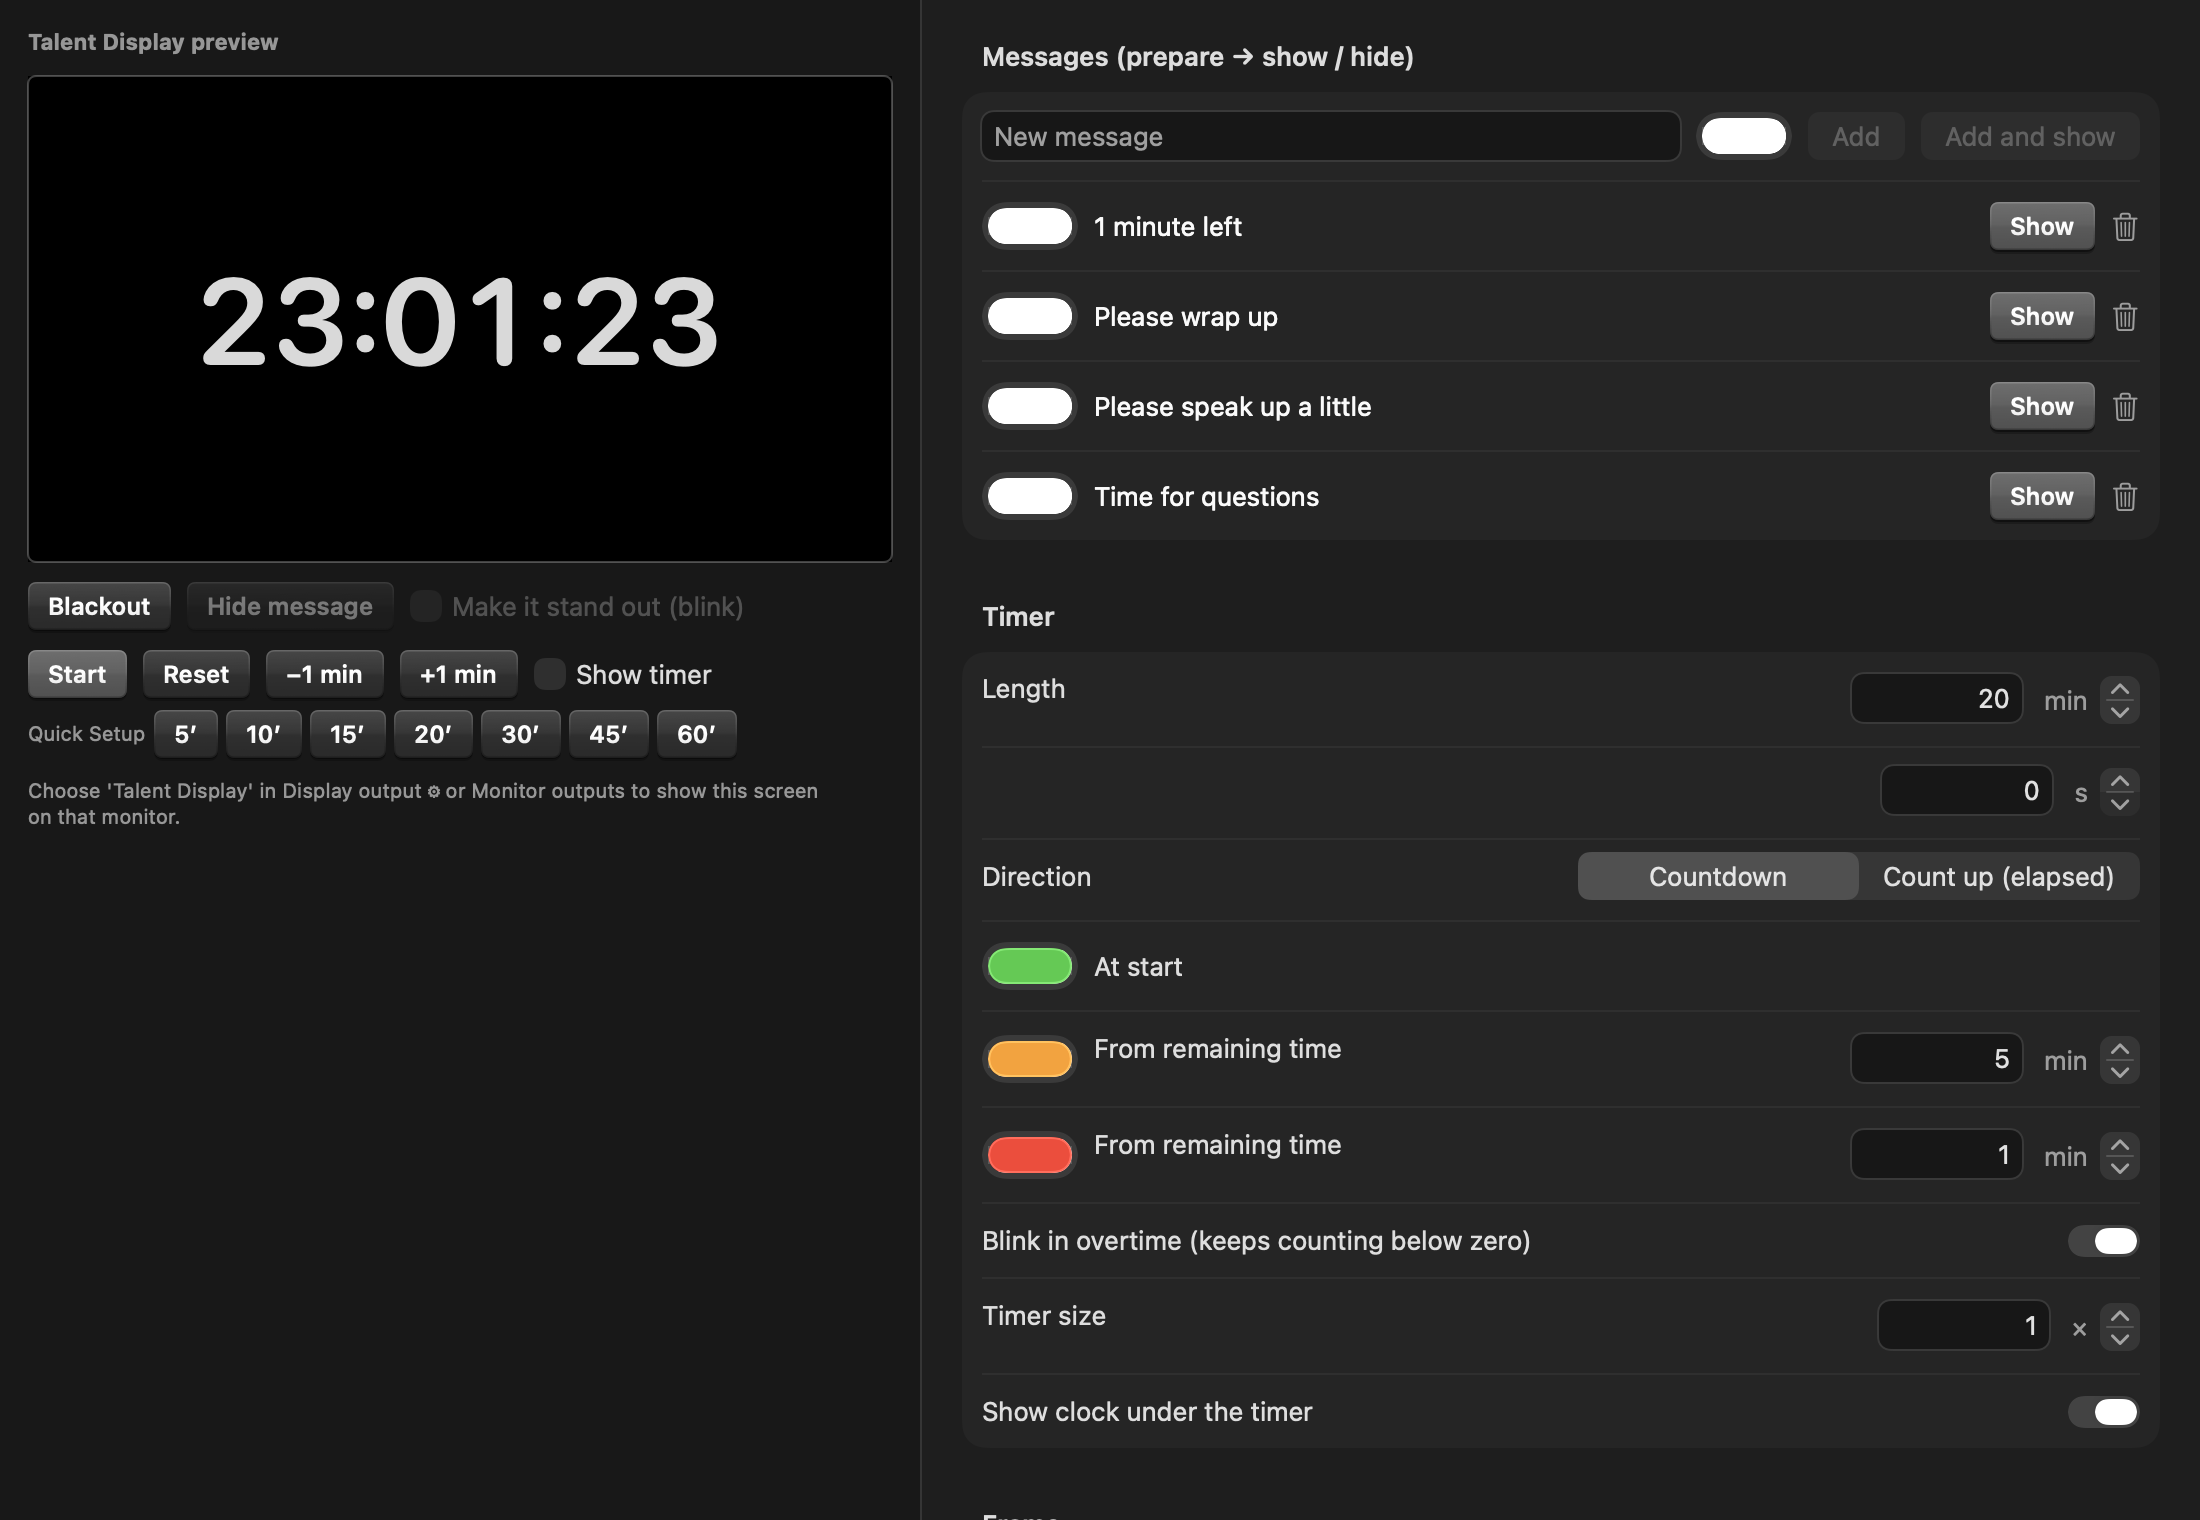 Talent Display preview
23:01:23
Blackout
Hide message
Make it stand out (blink)
Start
Reset
–1 min
+1 min
Show timer
Quick Setup
5′
10′
15′
20′
30′
45′
60′
Choose 'Talent Display' in Display output ⚙ or Monitor outputs to show this screen
on that monitor.
Messages (prepare → show / hide)
New message
Add
Add and show
1 minute left
Show
Please wrap up
Show
Please speak up a little
Show
Time for questions
Show
Timer
Length
20 min
0 s
Direction
Countdown
Count up (elapsed)
At start
From remaining time
5 min
From remaining time
1 min
Blink in overtime (keeps counting below zero)
Timer size
1 ×
Show clock under the timer